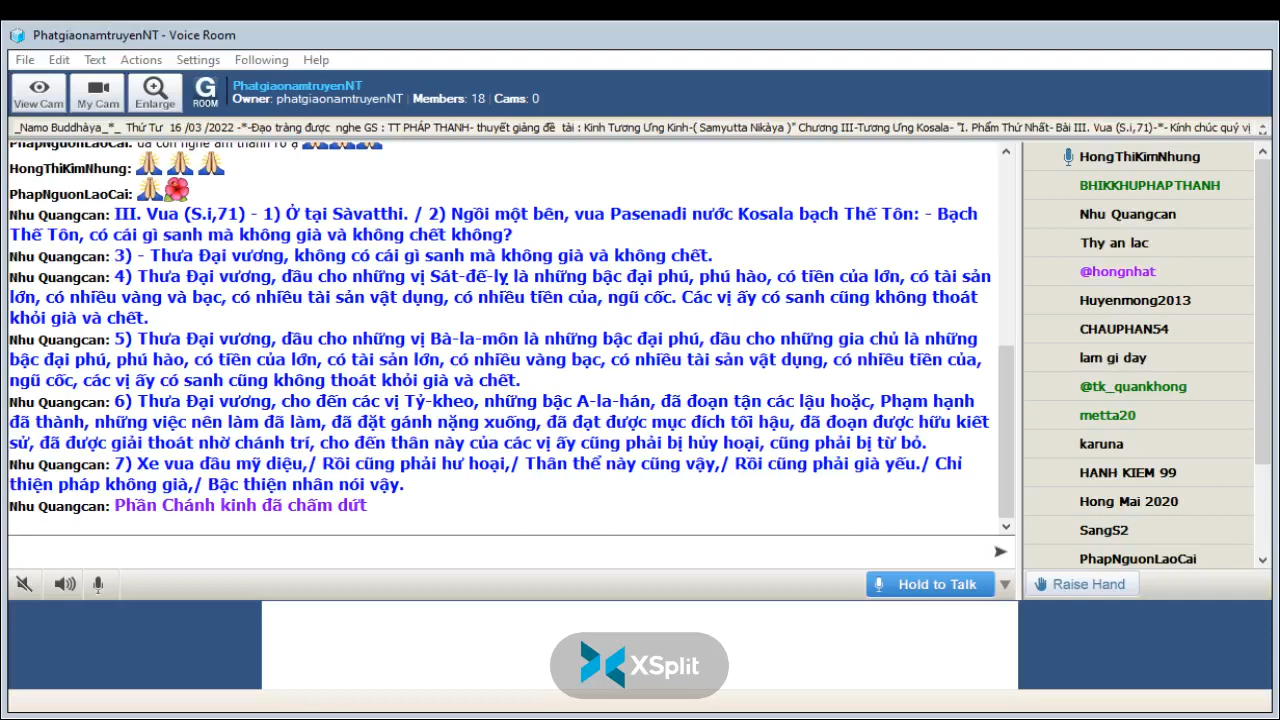 PhatgiaonamtruyenNT - Voice Room
File Edit Text Actions Settings Following Help
View Cam My Cam Enlarge G ROOM
PhatgiaonamtruyenNT
Owner: phatgiaonamtruyenNT | Members: 18 | Cams: 0
_Namo Buddhàya_*_ Thứ Tư 16 /03 /2022 -*-Đạo tràng được nghe GS : TT PHÁP THANH- thuyết giảng đề tài : Kinh Tương Ưng Kinh-( Samyutta Nikàya )" Chương III-Tương Ưng Kosala- "I. Phẩm Thứ Nhất- Bài III. Vua (S.i,71)-*- Kính chúc quý vị
PhapNguonLaoCai:
HongThiKimNhung:
PhapNguonLaoCai:
Nhu Quangcan: III. Vua (S.i,71) - 1) Ở tại Sàvatthi. / 2) Ngồi một bên, vua Pasenadi nước Kosala bạch Thế Tôn: - Bạch
Thế Tôn, có cái gì sanh mà không già và không chết không?
Nhu Quangcan: 3) - Thưa Đại vương, không có cái gì sanh mà không già và không chết.
Nhu Quangcan: 4) Thưa Đại vương, dầu cho những vị Sát-đế-lỵ là những bậc đại phú, phú hào, có tiền của lớn, có tài sản
lớn, có nhiều vàng và bạc, có nhiều tài sản vật dụng, có nhiều tiền của, ngũ cốc. Các vị ấy có sanh cũng không thoát
khỏi già và chết.
Nhu Quangcan: 5) Thưa Đại vương, dầu cho những vị Bà-la-môn là những bậc đại phú, dầu cho những gia chủ là những
bậc đại phú, phú hào, có tiền của lớn, có tài sản lớn, có nhiều vàng bạc, có nhiều tài sản vật dụng, có nhiều tiền của,
ngũ cốc, các vị ấy có sanh cũng không thoát khỏi già và chết.
Nhu Quangcan: 6) Thưa Đại vương, cho đến các vị Tỷ-kheo, những bậc A-la-hán, đã đoạn tận các lậu hoặc, Phạm hạnh
đã thành, những việc nên làm đã làm, đã đặt gánh nặng xuống, đã đạt được mục đích tối hậu, đã đoạn được hữu kiết
sử, đã được giải thoát nhờ chánh trí, cho đến thân này của các vị ấy cũng phải bị hủy hoại, cũng phải bị từ bỏ.
Nhu Quangcan: 7) Xe vua dầu mỹ diệu,/ Rồi cũng phải hư hoại,/ Thân thể này cũng vậy,/ Rồi cũng phải già yếu./ Chỉ
thiện pháp không già,/ Bậc thiện nhân nói vậy.
Nhu Quangcan: Phần Chánh kinh đã chấm dứt
HongThiKimNhung
BHIKKHUPHAPTHANH
Nhu Quangcan
Thy an lac
@hongnhat
Huyenmong2013
CHAUPHAN54
lam gi day
@tk_quankhong
metta20
karuna
HANH KIEM 99
Hong Mai 2020
SangS2
PhapNguonLaoCai
Hold to Talk
Raise Hand
XSplit